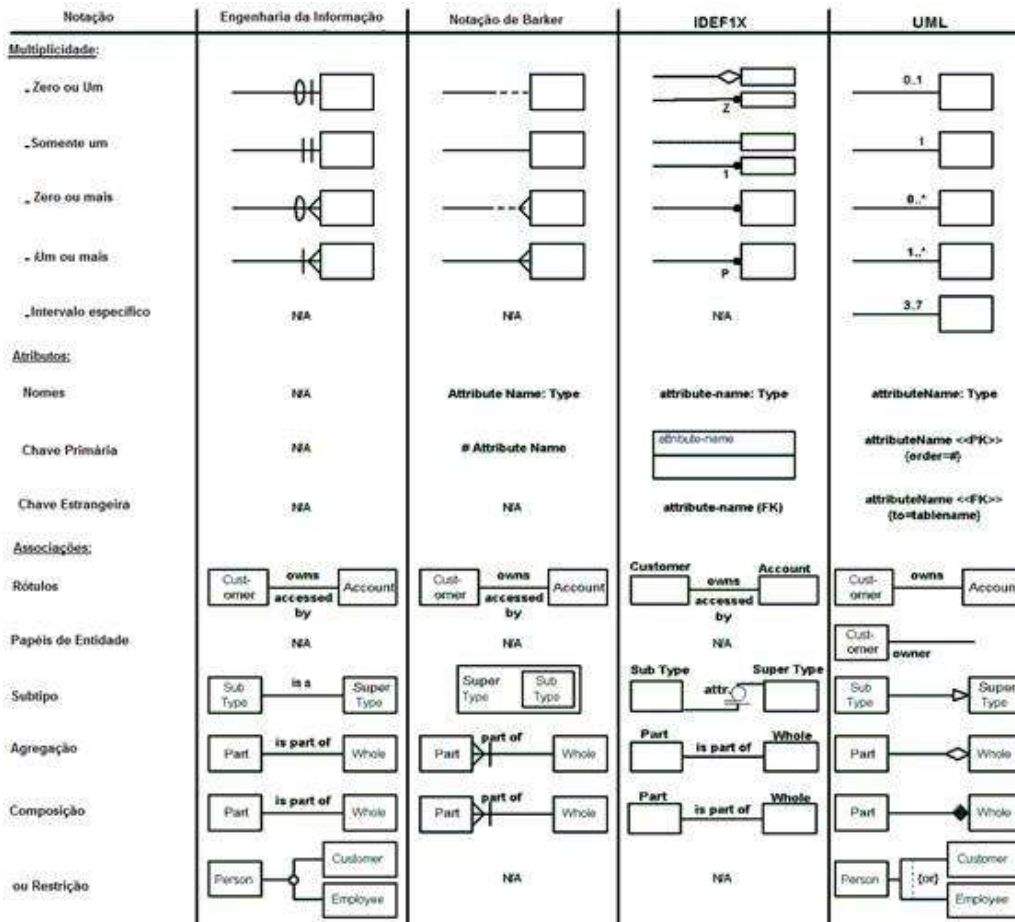 Notação
Engenharia da Informação
Notação de Barker
IDEF1X
UML
Multiplicidade:
Zero ou Um
Z
0..1
Somente um
1
1
Zero ou mais
0..*
Um ou mais
P
1..*
Intervalo específico
N/A
N/A
N/A
3.7
Atributos:
Nomes
N/A
Attribute Name: Type
attribute-name: Type
attributeName: Type
Chave Primária
N/A
# Attribute Name
attribute-name
attributeName <<PK>>
{order=#}
Chave Estrangeira
N/A
N/A
attribute-name (FK)
attributeName <<FK>>
{to=tablename}
Associações:
Rótulos
Cust-
omer
owns
accessed
by
Account
Cust-
omer
owns
accessed
by
Account
Customer
owns
accessed
by
Account
Cust-
omer
owns
Accoun
Papéis de Entidade
N/A
N/A
N/A
Cust-
omer
owner
Subtipo
Sub
Type
is a
Super
Type
Super
Type
Sub
Type
Sub Type
attr.
Super Type
Sub
Type
Super
Type
Agregação
Part
is part of
Whole
Part
part of
Whole
Part
is part of
Whole
Part
Whole
Composição
Part
is part of
Whole
Part
part of
Whole
Part
is part of
Whole
Part
Whole
ou Restrição
Person
Customer
Employee
N/A
N/A
Person
{or}
Customer
Employee